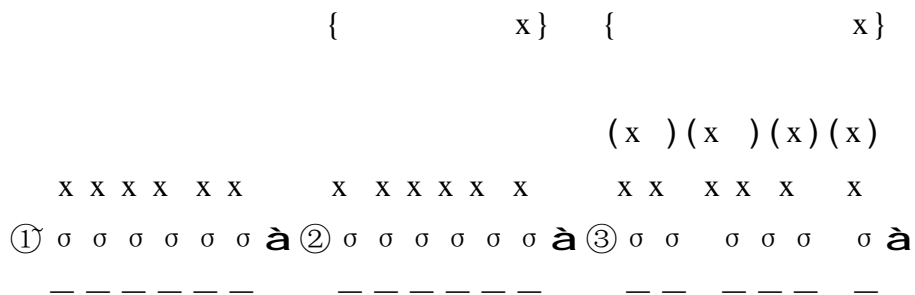 { x} { x}
(x )(x )(x)(x)
x x x x x x x x x x x x x x x x x x
①˜ σ σ σ σ σ σ à ② σ σ σ σ σ σ à ③ σ σ σ σ σ σ à
_ _ _ _ _ _ _ _ _ _ _ _ _ _ _ _ _ _